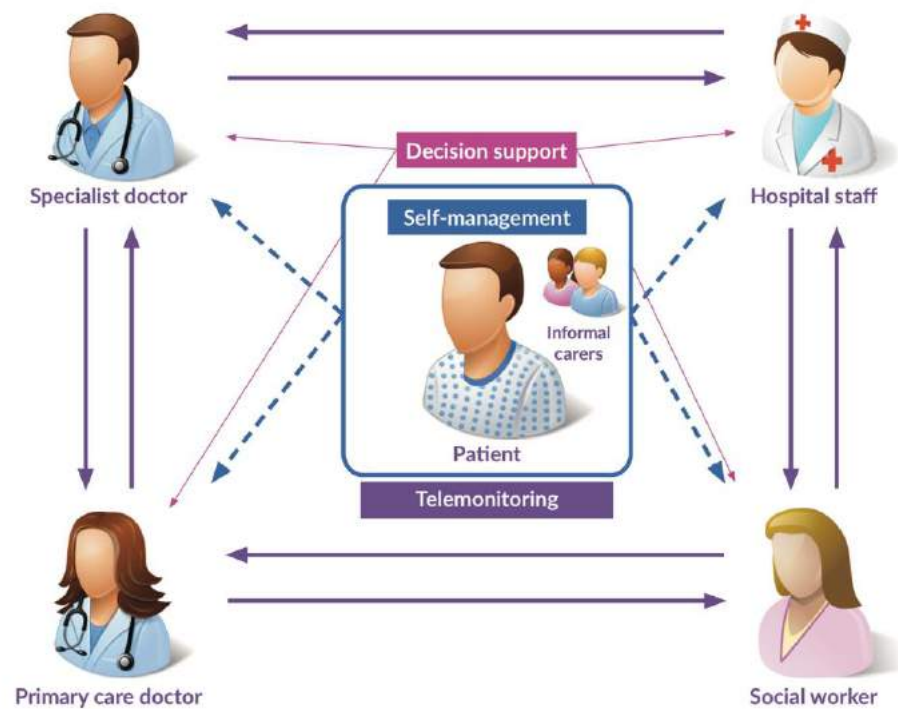 Decision support
Specialist doctor
Hospital staff
Self-management
Informal
carers
Patient
Telemonitoring
Primary care doctor
Social worker